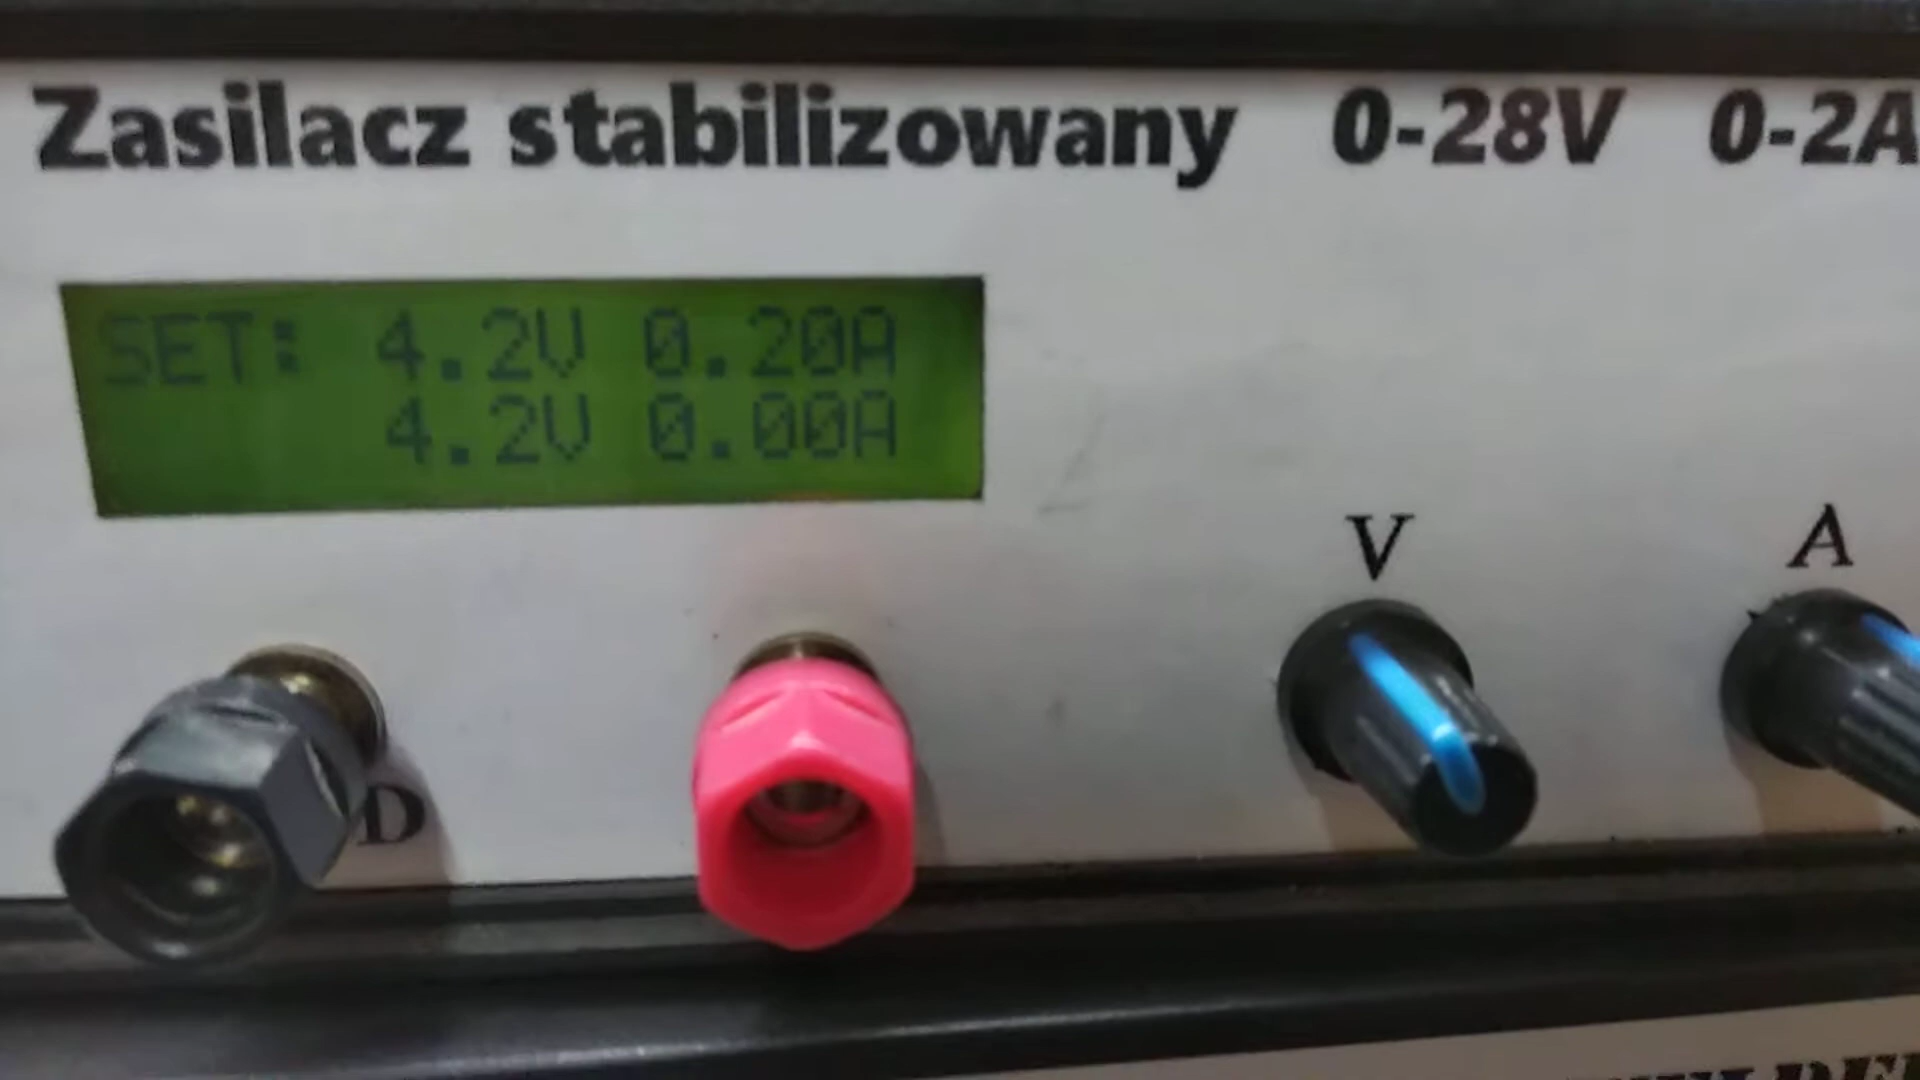 Zasilacz stabilizowany 0-28V 0-2A
SET: 4.2V 0.20A
4.2V 0.00A
V
A
D